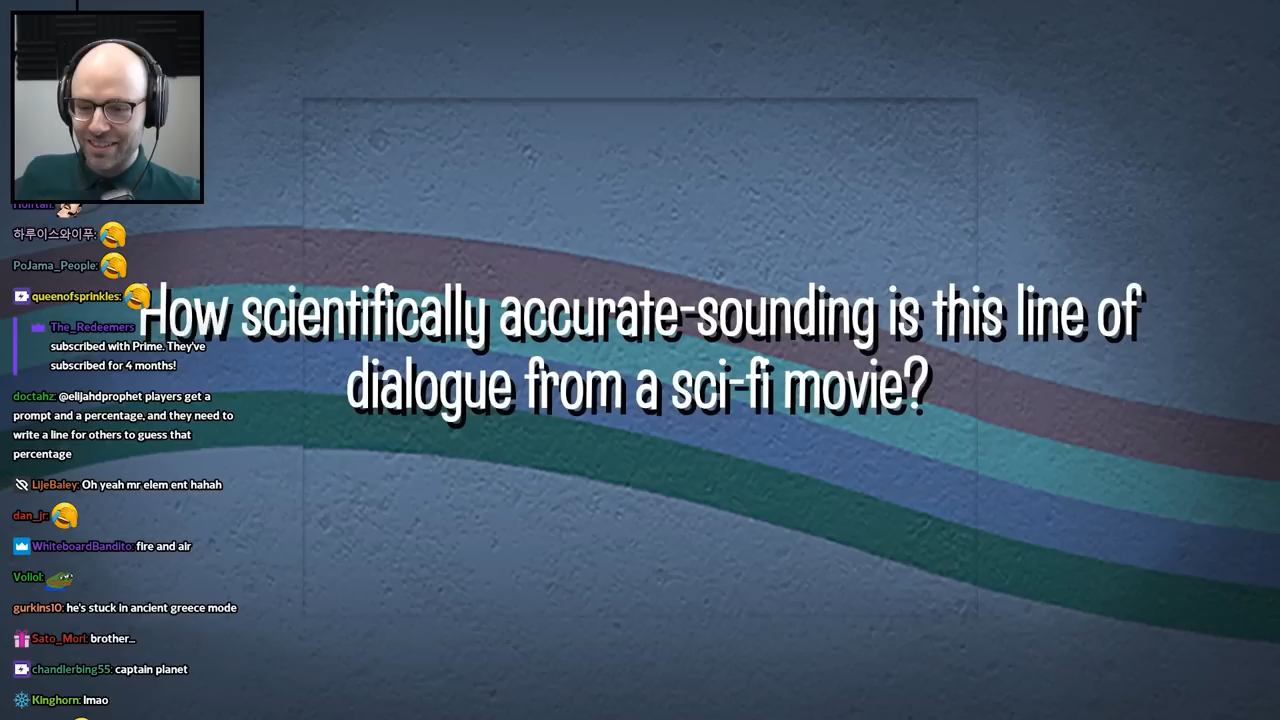 How scientifically accurate-sounding is this line of
dialogue from a sci-fi movie?
하루이스와이푸:
PoJama_People:
queenofsprinkles:
The_Redeemers
subscribed with Prime. They've
subscribed for 4 months!
doctahz: @elijahdprophet players get a
prompt and a percentage, and they need to
write a line for others to guess that
percentage
LijeBaley: Oh yeah mr elem ent hahah
dan_jr:
WhiteboardBandito: fire and air
Voliol:
gurkins10: he's stuck in ancient greece mode
Sato_Mori: brother...
chandlerbing55: captain planet
Kinghorn: lmao